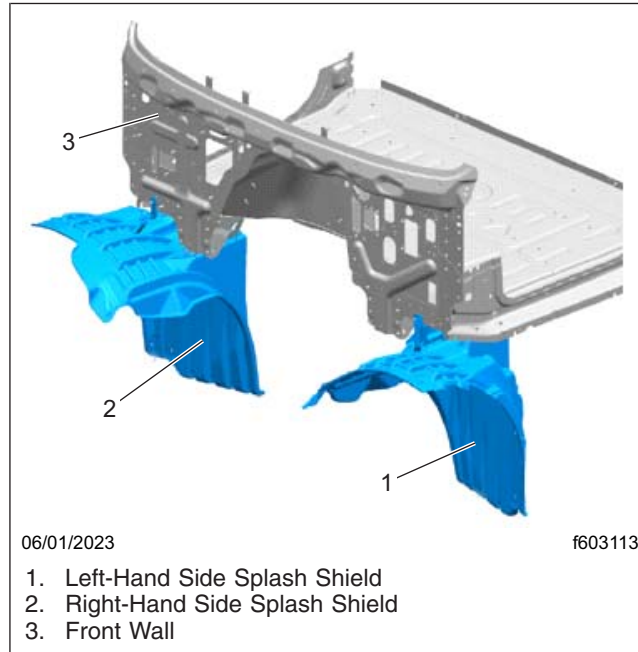 3
2
1
06/01/2023 f603113
1. Left-Hand Side Splash Shield
2. Right-Hand Side Splash Shield
3. Front Wall